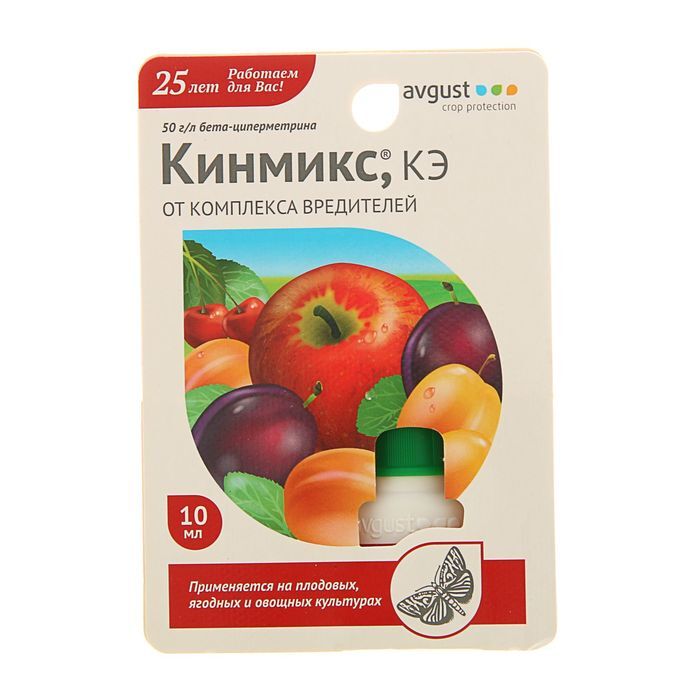 25 лет Работаем
для Вас!
avgust
crop protection
50 г/л бета-циперметрина
Кинмикс®, КЭ
ОТ КОМПЛЕКСА ВРЕДИТЕЛЕЙ
avgust
10
мл
Применяется на плодовых,
ягодных и овощных культурах